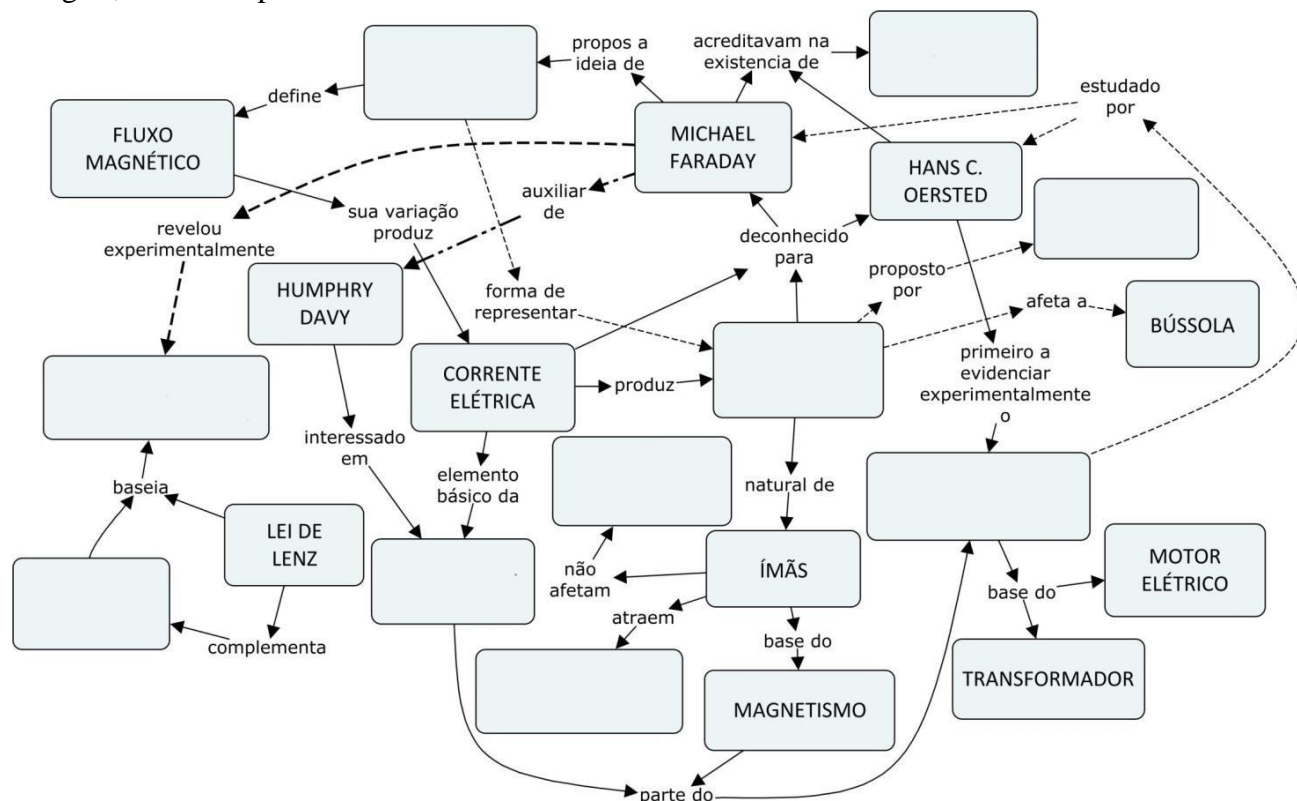 propos a
ideia de
acreditavam na
existencia de
define
estudado
por
FLUXO
MAGNÉTICO
MICHAEL
FARADAY
HANS C.
OERSTED
auxiliar
de
sua variação
produz
revelou
experimentalmente
deconhecido
para
proposto
por
HUMPHRY
DAVY
forma de
representar
afeta a
BÚSSOLA
primeiro a
evidenciar
experimentalmente
o
CORRENTE
ELÉTRICA
produz
interessado
em
elemento
básico da
natural de
baseia
LEI DE
LENZ
não
afetam
ÍMÃS
MOTOR
ELÉTRICO
base do
atraem
complementa
base do
TRANSFORMADOR
MAGNETISMO
parte do